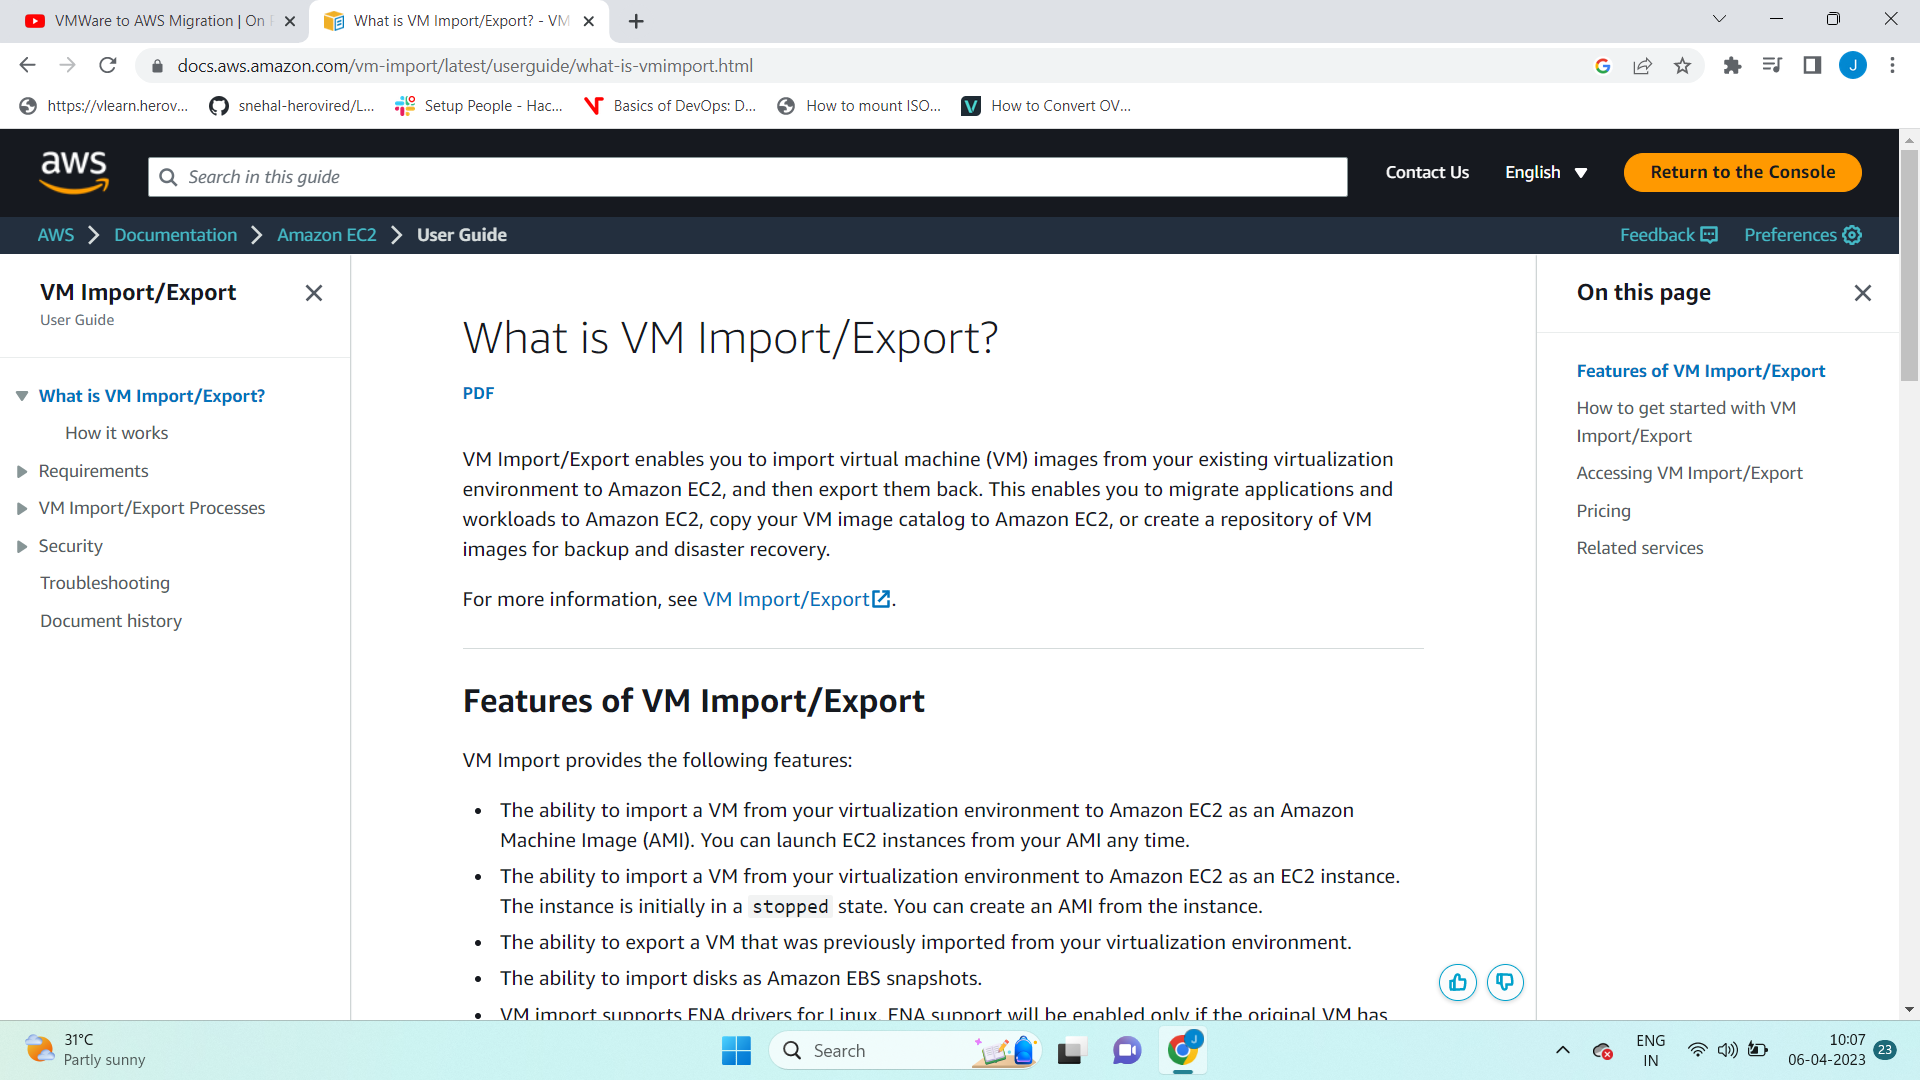 VMWare to AWS Migration | On P
What is VM Import/Export? - VM
docs.aws.amazon.com/vm-import/latest/userguide/what-is-vmimport.html
J
https://vlearn.herov...
snehal-herovired/L...
Setup People - Hac...
Basics of DevOps: D...
How to mount ISO...
How to Convert OV...
aws
Search in this guide
Contact Us
English
Return to the Console
AWS
Documentation
Amazon EC2
User Guide
Feedback
Preferences
VM Import/Export
User Guide
What is VM Import/Export?
How it works
Requirements
VM Import/Export Processes
Security
Troubleshooting
Document history
What is VM Import/Export?
PDF
VM Import/Export enables you to import virtual machine (VM) images from your existing virtualization
environment to Amazon EC2, and then export them back. This enables you to migrate applications and
workloads to Amazon EC2, copy your VM image catalog to Amazon EC2, or create a repository of VM
images for backup and disaster recovery.
For more information, see VM Import/Export.
Features of VM Import/Export
VM Import provides the following features:
• The ability to import a VM from your virtualization environment to Amazon EC2 as an Amazon
Machine Image (AMI). You can launch EC2 instances from your AMI any time.
• The ability to import a VM from your virtualization environment to Amazon EC2 as an EC2 instance.
The instance is initially in a stopped state. You can create an AMI from the instance.
• The ability to export a VM that was previously imported from your virtualization environment.
• The ability to import disks as Amazon EBS snapshots.
• VM import supports ENA drivers for Linux. ENA support will be enabled only if the original VM has
On this page
Features of VM Import/Export
How to get started with VM
Import/Export
Accessing VM Import/Export
Pricing
Related services
31°C
Partly sunny
Search
J
ENG
IN
10:07
06-04-2023
23